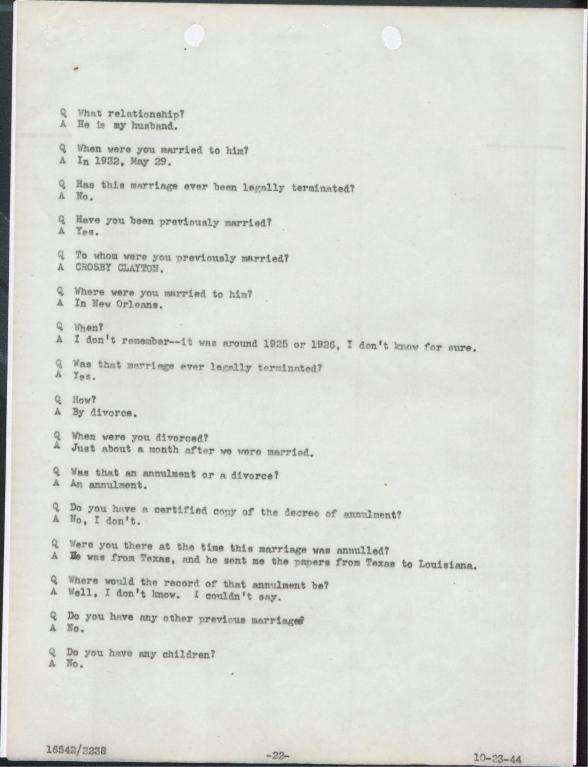 Q What relationship?
A He is my husband.
Q When were you married to him?
A In 1932, May 29.
Q Has this marriage ever been legally terminated?
A No.
Q Have you been previously married?
A Yes.
Q To whom were you previously married?
A CROSBY CLAYTON.
Q Where were you married to him?
A In New Orleans.
Q When?
A I don't remember--it was around 1925 or 1926, I don't know for sure.
Q Was that marriage ever legally terminated?
A Yes.
Q How?
A By divorce.
Q When were you divorced?
A Just about a month after we were married.
Q Was that an annulment or a divorce?
A An annulment.
Q Do you have a certified copy of the decree of annulment?
A No, I don't.
Q Were you there at the time this marriage was annulled?
A He was from Texas, and he sent me the papers from Texas to Louisiana.
Q Where would the record of that annulment be?
A Well, I don't know. I couldn't say.
Q Do you have any other previous marriage?
A No.
Q Do you have any children?
A No.
16542/2238 -22- 10-23-44